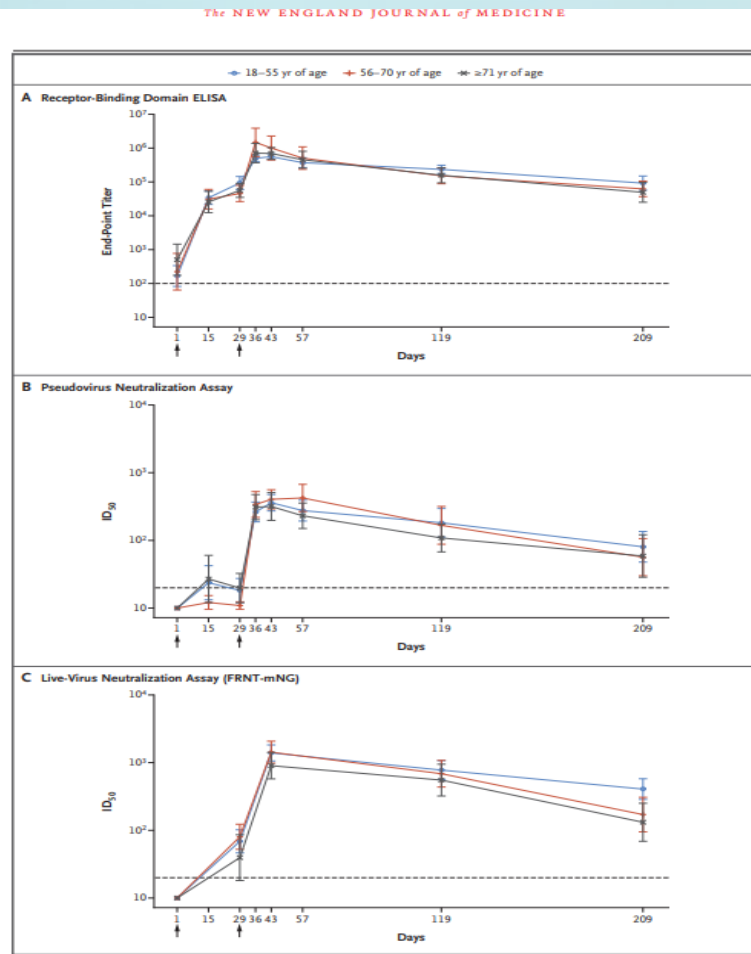 The NEW ENGLAND JOURNAL of MEDICINE
18–55 yr of age 56–70 yr of age ≥71 yr of age
A Receptor-Binding Domain ELISA
10⁷
10⁶
10⁵
10⁴
10³
10²
10
End-Point Titer
1 15 29 36 43 57 119 209
Days
B Pseudovirus Neutralization Assay
10⁴
10³
10²
10
ID₅₀
1 15 29 36 43 57 119 209
Days
C Live-Virus Neutralization Assay (FRNT-mNG)
10⁴
10³
10²
10
ID₅₀
1 15 29 36 43 57 119 209
Days